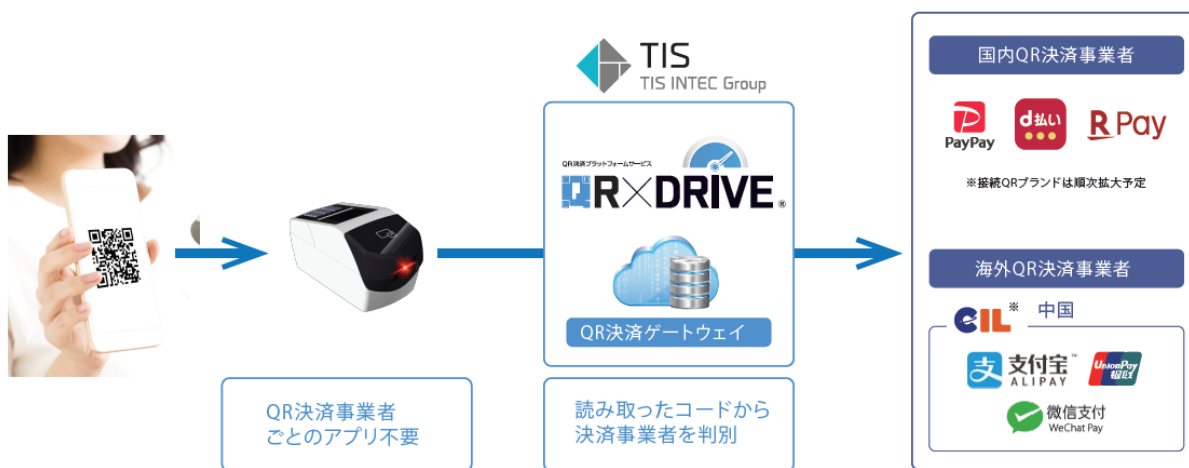 TIS
TIS INTEC Group
QR決済プラットフォームサービス
QR×DRIVE®
QR決済ゲートウェイ
QR決済事業者
ごとのアプリ不要
読み取ったコードから
決済事業者を判別
国内QR決済事業者
PayPay
d払い
R Pay
※接続QRブランドは順次拡大予定
海外QR決済事業者
CIL※ 中国
支 支付宝™
ALIPAY
UnionPay
银联
微信支付
WeChat Pay